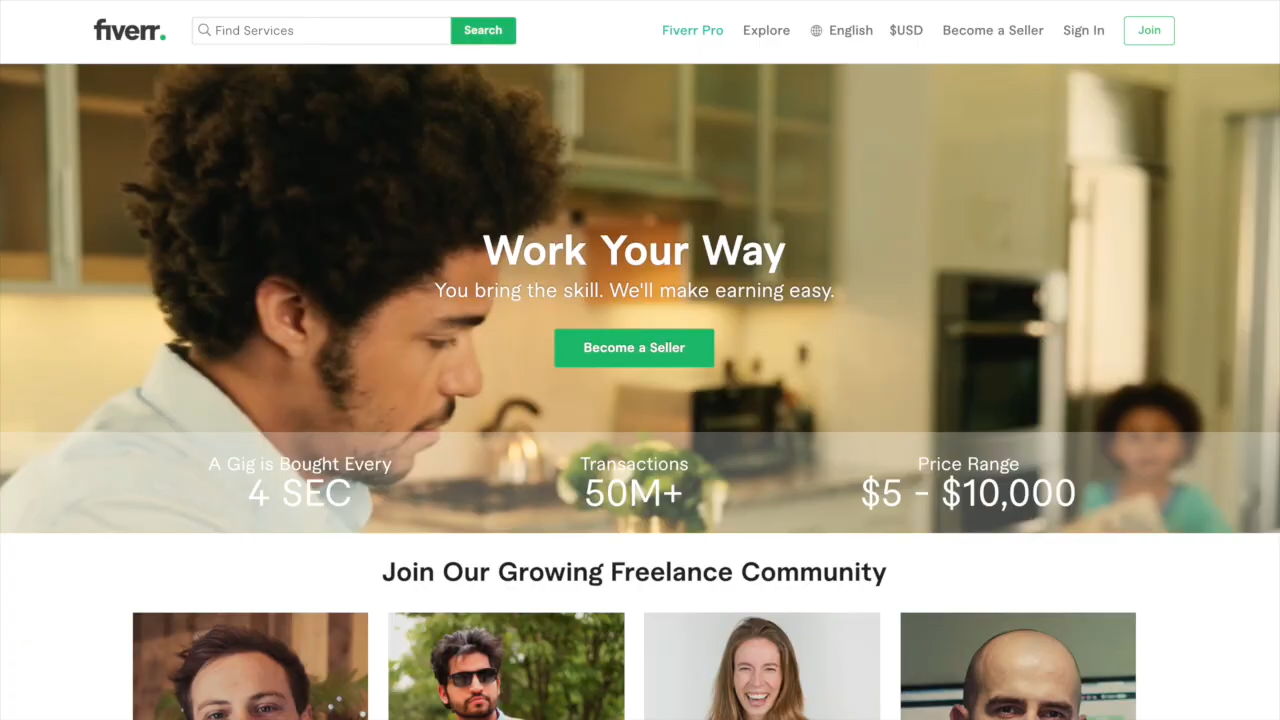 fiverr.
Find Services
Search
Fiverr Pro
Explore
English
$USD
Become a Seller
Sign In
Join
Work Your Way
You bring the skill. We'll make earning easy.
Become a Seller
A Gig is Bought Every
4 SEC
Transactions
50M+
Price Range
$5 - $10,000
Join Our Growing Freelance Community